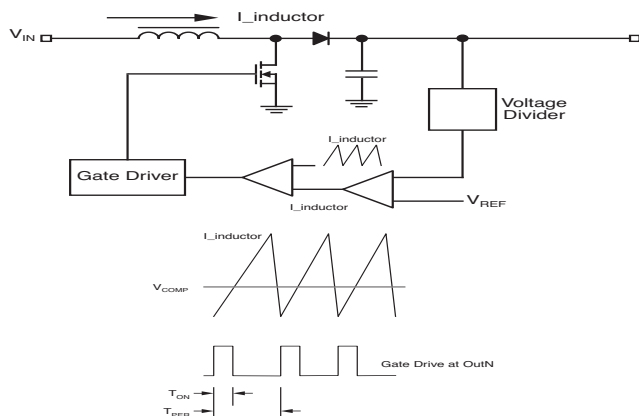 I_inductor
VIN
Voltage
Divider
I_inductor
Gate Driver
I_inductor
VREF
I_inductor
VCOMP
Gate Drive at OutN
TON
TPER